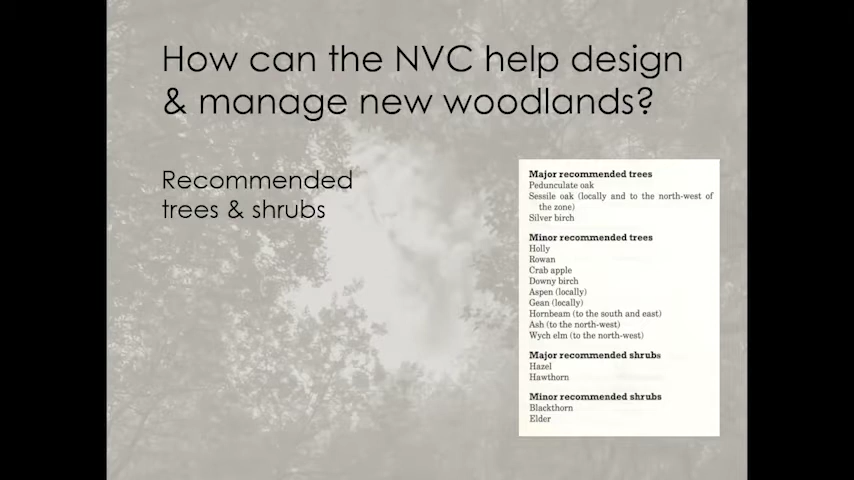 How can the NVC help design
& manage new woodlands?
Recommended
trees & shrubs
Major recommended trees
Pedunculate oak
Sessile oak (locally and to the north-west of
the zone)
Silver birch
Minor recommended trees
Holly
Rowan
Crab apple
Downy birch
Aspen (locally)
Gean (locally)
Hornbeam (to the south and east)
Ash (to the north-west)
Wych elm (to the north-west)
Major recommended shrubs
Hazel
Hawthorn
Minor recommended shrubs
Blackthorn
Elder